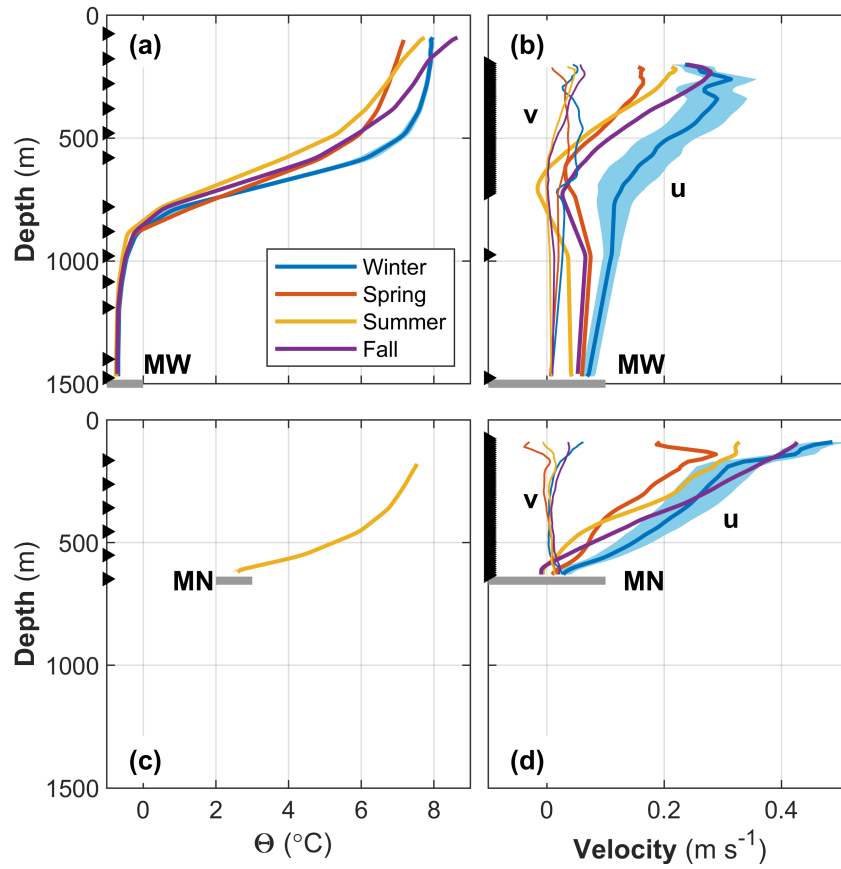 0
(a)
(b)
v
500
Depth (m)
u
1000
Winter
Spring
Summer
Fall
MW
MW
1500
0
v
u
500
MN
MN
Depth (m)
1000
(c)
(d)
1500
0
2
4
6
8
0
0.2
0.4
Θ (°C)
Velocity (m s⁻¹)